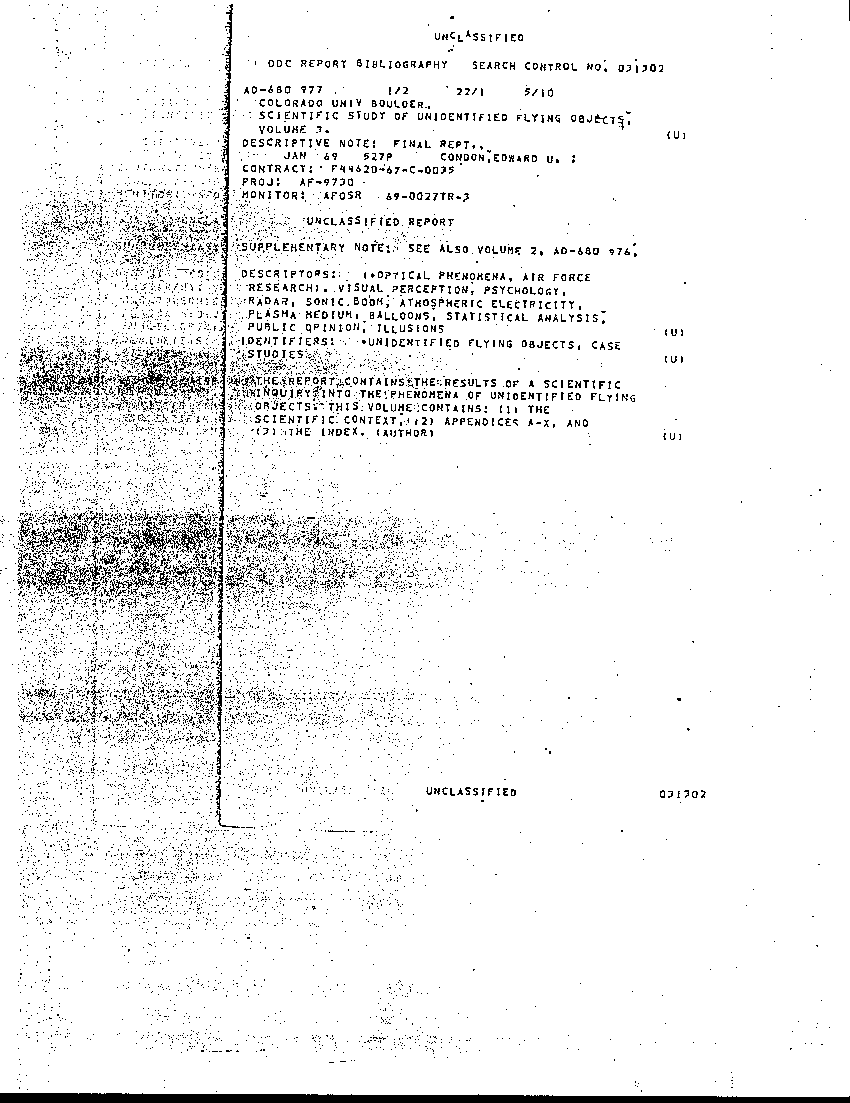 UNCLASSIFIED
DDC REPORT BIBLIOGRAPHY SEARCH CONTROL NO. 031302
AD-680 977 1/2 22/1 5/10
COLORADO UNIV BOULDER.
SCIENTIFIC STUDY OF UNIDENTIFIED FLYING OBJECTS,
VOLUME 3. (U)
DESCRIPTIVE NOTE: FINAL REPT.,
JAN 69 527P CONDON,EDWARD U. ;
CONTRACT: F44620-67-C-0035
PROJ: AF-9730
MONITOR: AFOSR 69-0027TR-3
UNCLASSIFIED REPORT
SUPPLEMENTARY NOTE: SEE ALSO VOLUME 2, AD-680 976.
DESCRIPTORS: (*OPTICAL PHENOMENA, AIR FORCE
RESEARCH), VISUAL PERCEPTION, PSYCHOLOGY,
RADAR, SONIC BOOM, ATMOSPHERIC ELECTRICITY,
PLASMA MEDIUM, BALLOONS, STATISTICAL ANALYSIS,
PUBLIC OPINION, ILLUSIONS (U)
IDENTIFIERS: *UNIDENTIFIED FLYING OBJECTS, CASE
STUDIES (U)
THE REPORT CONTAINS THE RESULTS OF A SCIENTIFIC
INQUIRY INTO THE PHENOMENA OF UNIDENTIFIED FLYING
OBJECTS. THIS VOLUME CONTAINS: (1) THE
SCIENTIFIC CONTEXT, (2) APPENDICES A-X, AND
(3) THE INDEX. (AUTHOR) (U)
UNCLASSIFIED 031302